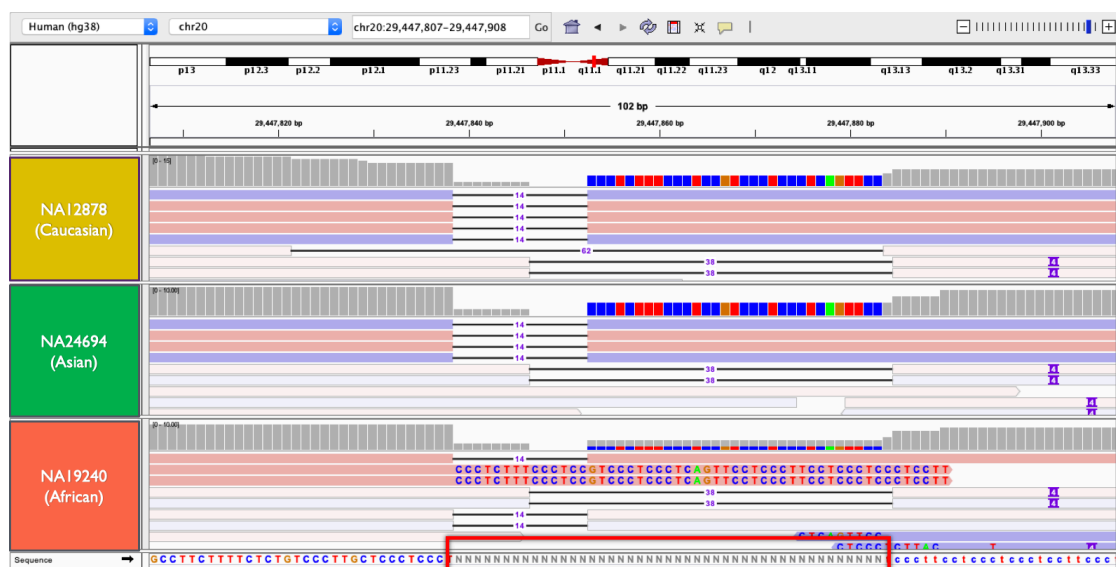 Human (hg38) chr20 chr20:29,447,807-29,447,908 Go
p13 p12.3 p12.2 p12.1 p11.23 p11.21 p11.1 q11.1 q11.21 q11.22 q11.23 q12 q13.11 q13.13 q13.2 q13.31 q13.33
102 bp
29,447,820 bp 29,447,840 bp 29,447,860 bp 29,447,880 bp 29,447,900 bp
[0 - 15]
NA12878
(Caucasian)
14
14
14
14
62
38
38
[0 - 10.00]
NA24694
(Asian)
14
14
14
14
38
38
[0 - 10.00]
NA19240
(African)
14
CCCTCTTTCCCTCCGTCCCTCCCTCAGTTCCTCCCTTCCTCCCTCCCTCCTT
CCCTCTTTCCCTCCGTCCCTCCCTCAGTTCCTCCCTTCCTCCCTCCCTCCTT
38
38
14
14
CTCAGTTCC
Sequence